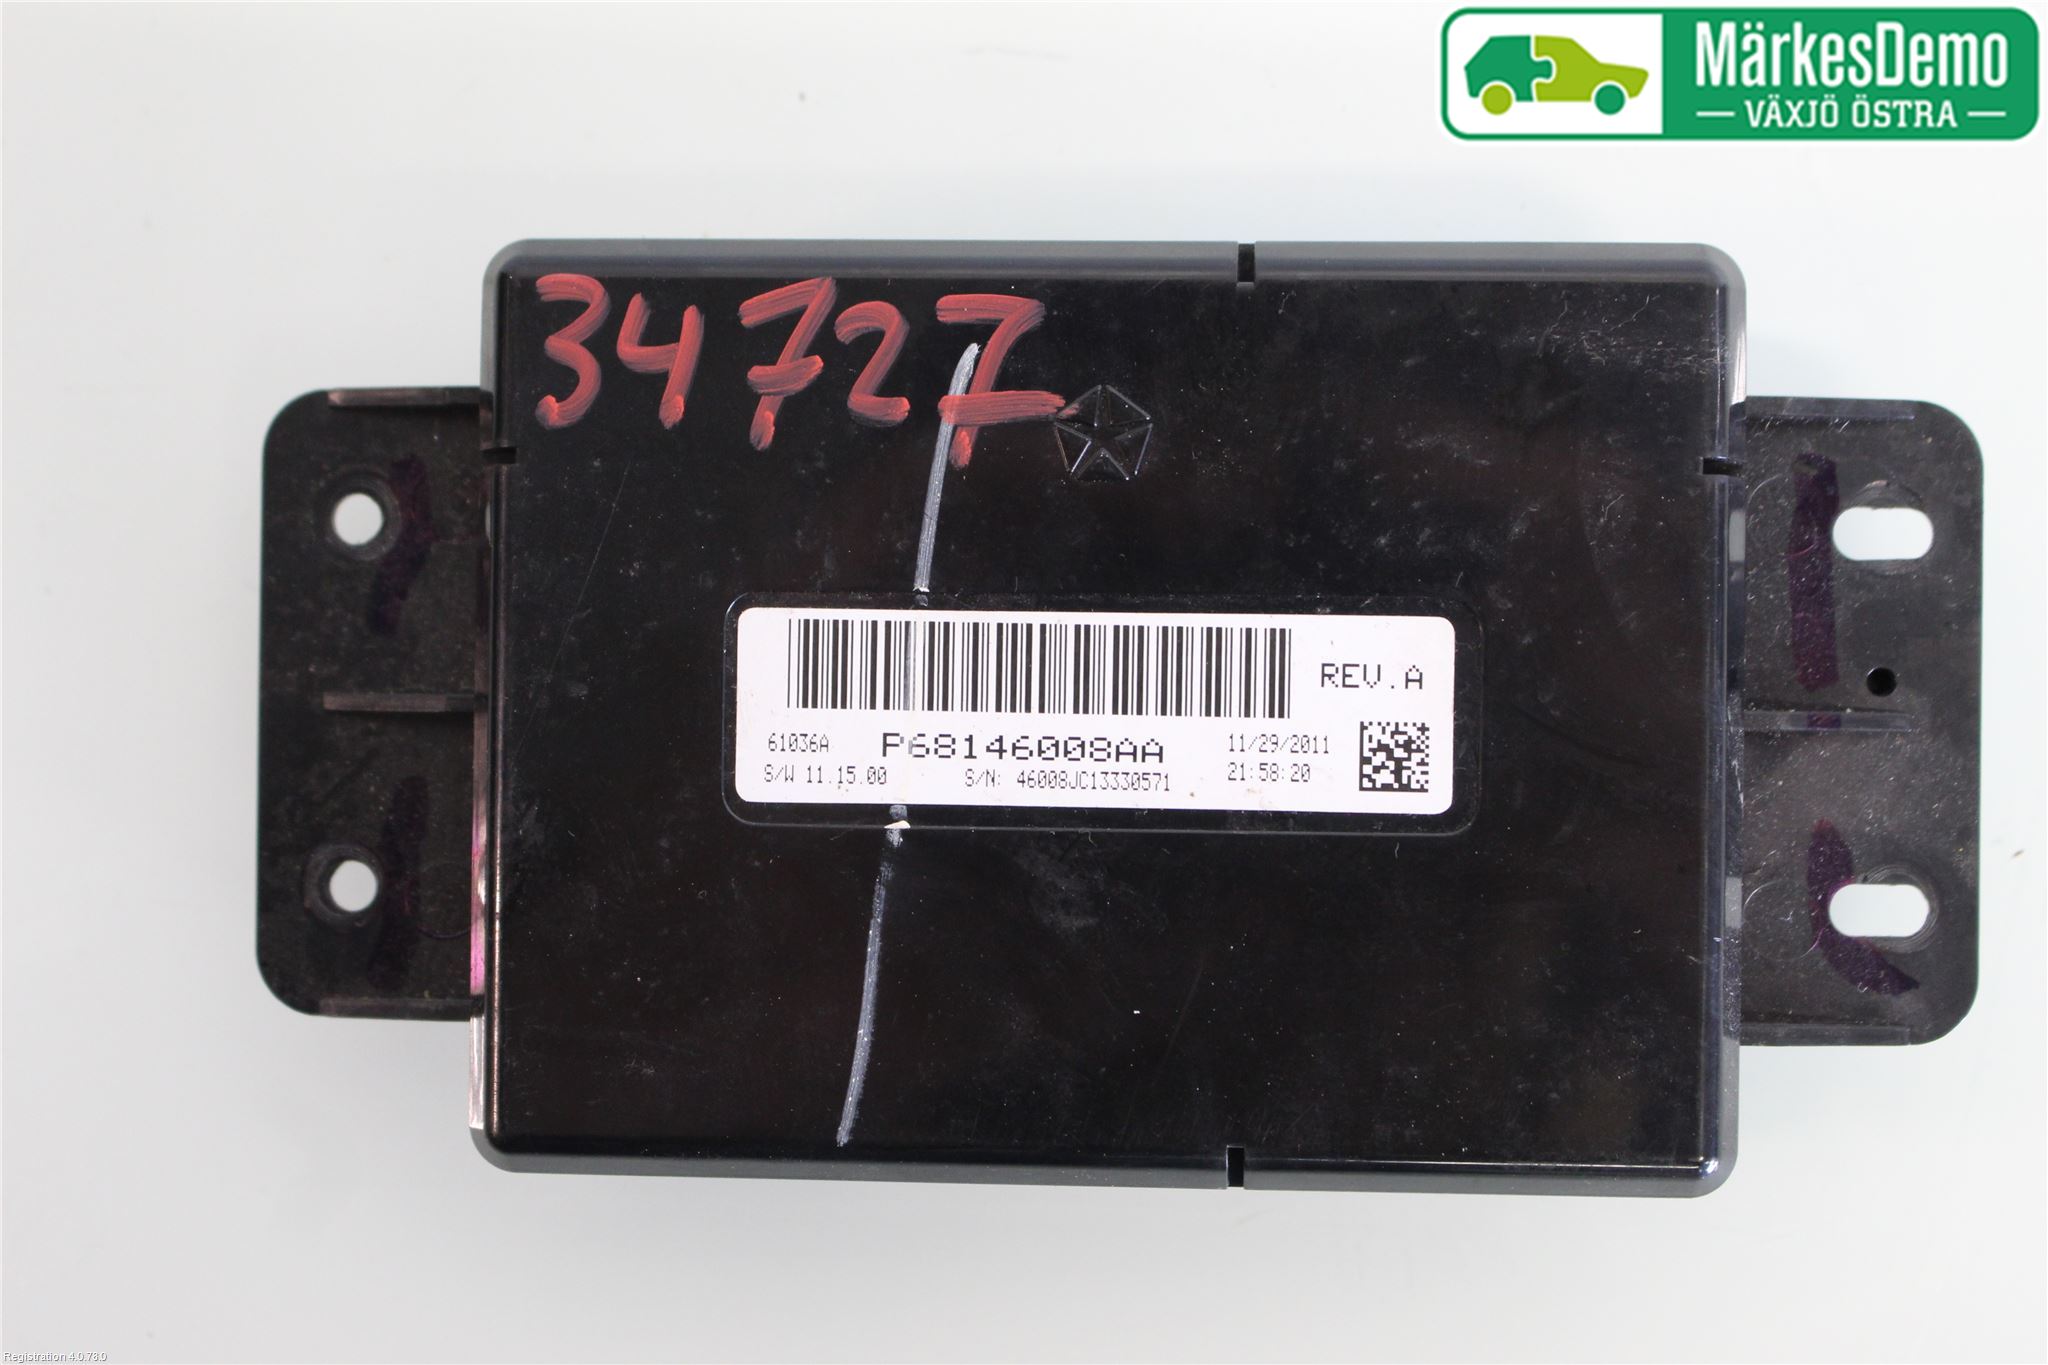 MärkesDemo
VÄXJÖ ÖSTRA
34727
REV.A
61036A P68146008AA 11/29/2011
S/W 11.15.00 S/N: 46008JC13330571 21:58:20
Registration 4.0.78.0